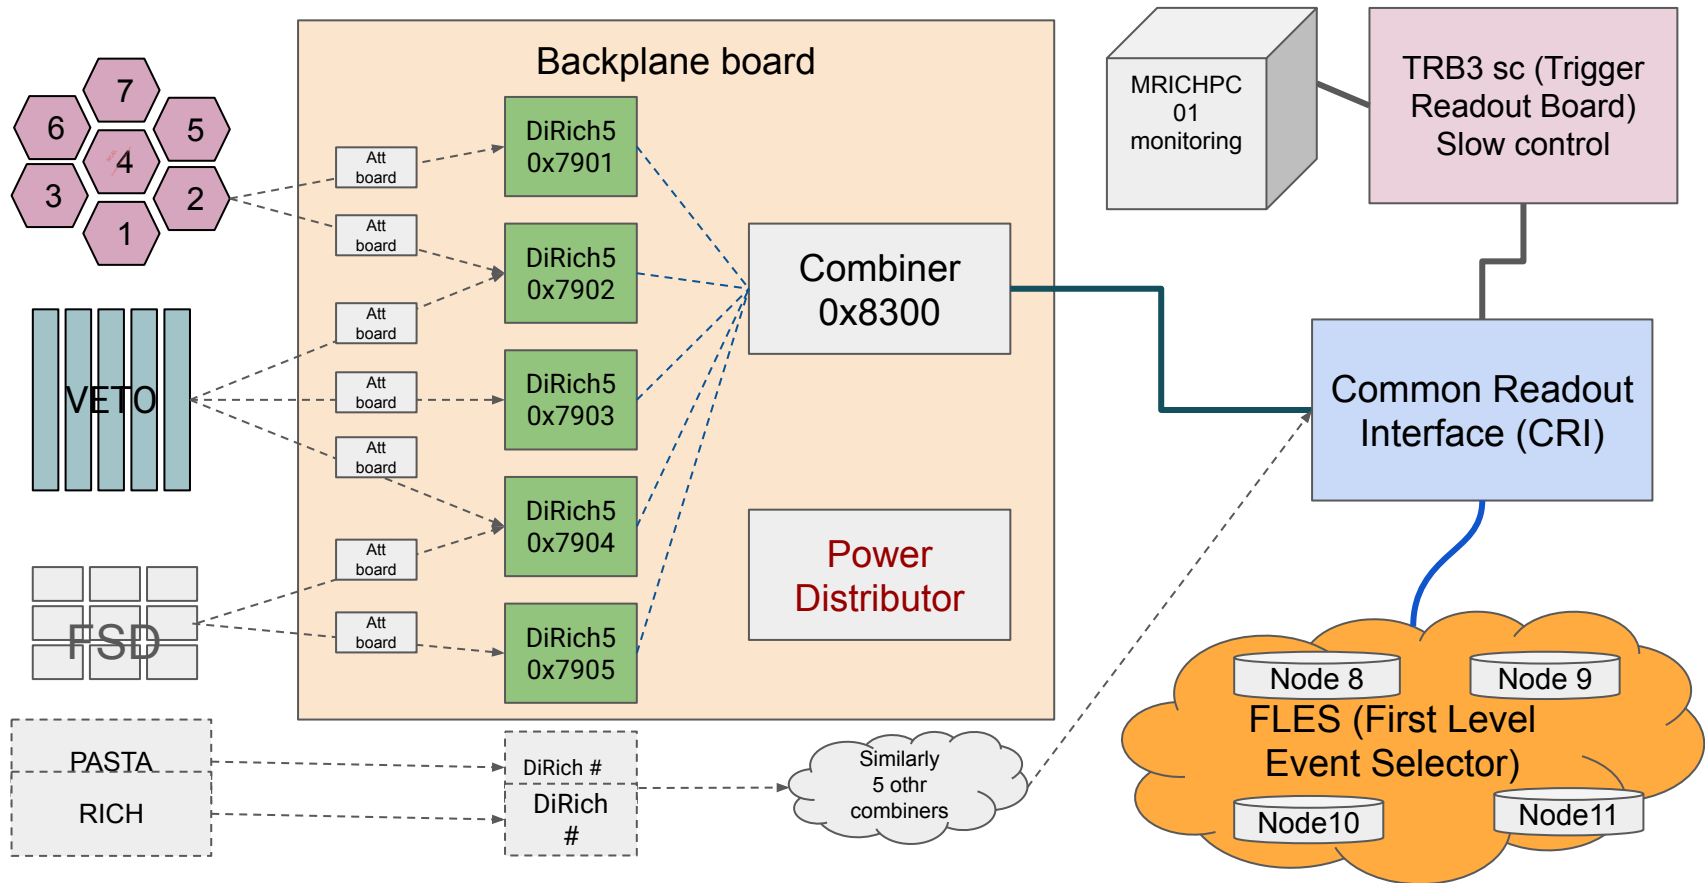 Backplane board
7
6
5
4
3
2
1
Att
board
Att
board
Att
board
Att
board
Att
board
Att
board
Att
board
DiRich5
0x7901
DiRich5
0x7902
DiRich5
0x7903
DiRich5
0x7904
DiRich5
0x7905
Combiner
0x8300
Power
Distributor
VETO
FSD
PASTA
RICH
DiRich #
DiRich
#
Similarly
5 othr
combiners
MRICHPC
01
monitoring
TRB3 sc (Trigger
Readout Board)
Slow control
Common Readout
Interface (CRI)
Node 8
Node 9
FLES (First Level
Event Selector)
Node10
Node11